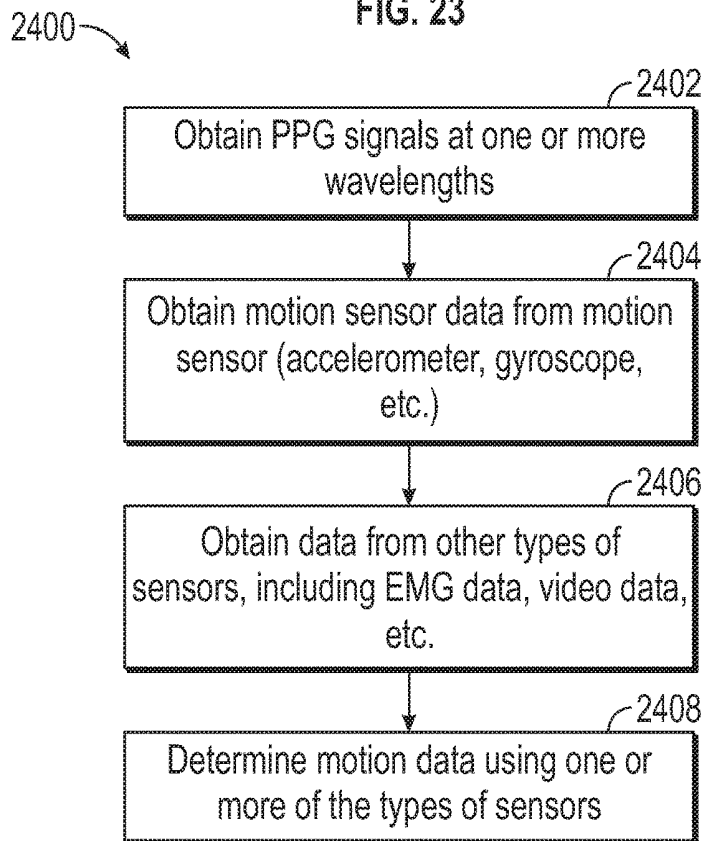 FIG. 23
2400
2402
Obtain PPG signals at one or more
wavelengths
2404
Obtain motion sensor data from motion
sensor (accelerometer, gyroscope,
etc.)
2406
Obtain data from other types of
sensors, including EMG data, video data,
etc.
2408
Determine motion data using one or
more of the types of sensors